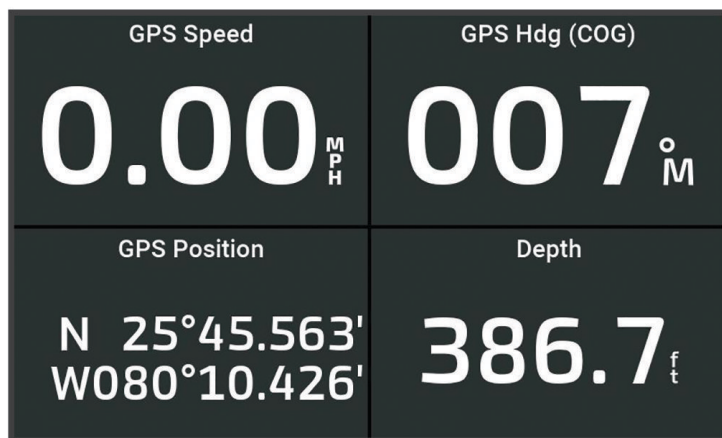 GPS Speed
0.00 MPH
GPS Hdg (COG)
007 °M
GPS Position
N 25°45.563'
W080°10.426'
Depth
386.7 ft